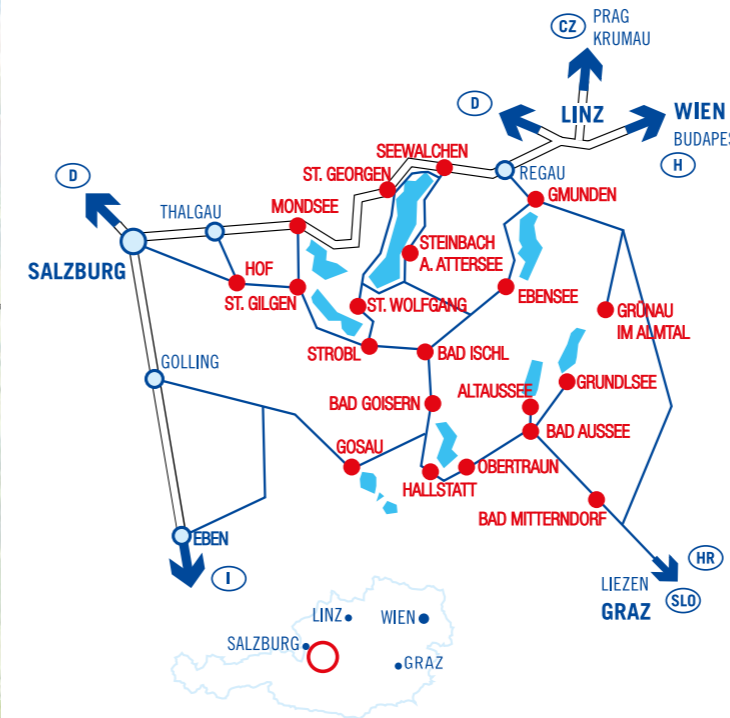 CZ
PRAG
KRUMAU
D
LINZ
WIEN
BUDAPES
H
SEEWALCHEN
REGAU
ST. GEORGEN
D
GMUNDEN
THALGAU
MONDSEE
STEINBACH
A. ATTERSEE
SALZBURG
HOF
ST. GILGEN
ST. WOLFGANG
EBENSEE
GRÜNAU
IM ALMTAL
STROBL
BAD ISCHL
GOLLING
ALTAUSSEE
GRUNDLSEE
BAD GOISERN
BAD AUSSEE
GOSAU
OBERTRAUN
HALLSTATT
BAD MITTERNDORF
EBEN
I
HR
LIEZEN
GRAZ
SLO
LINZ
WIEN
SALZBURG
GRAZ